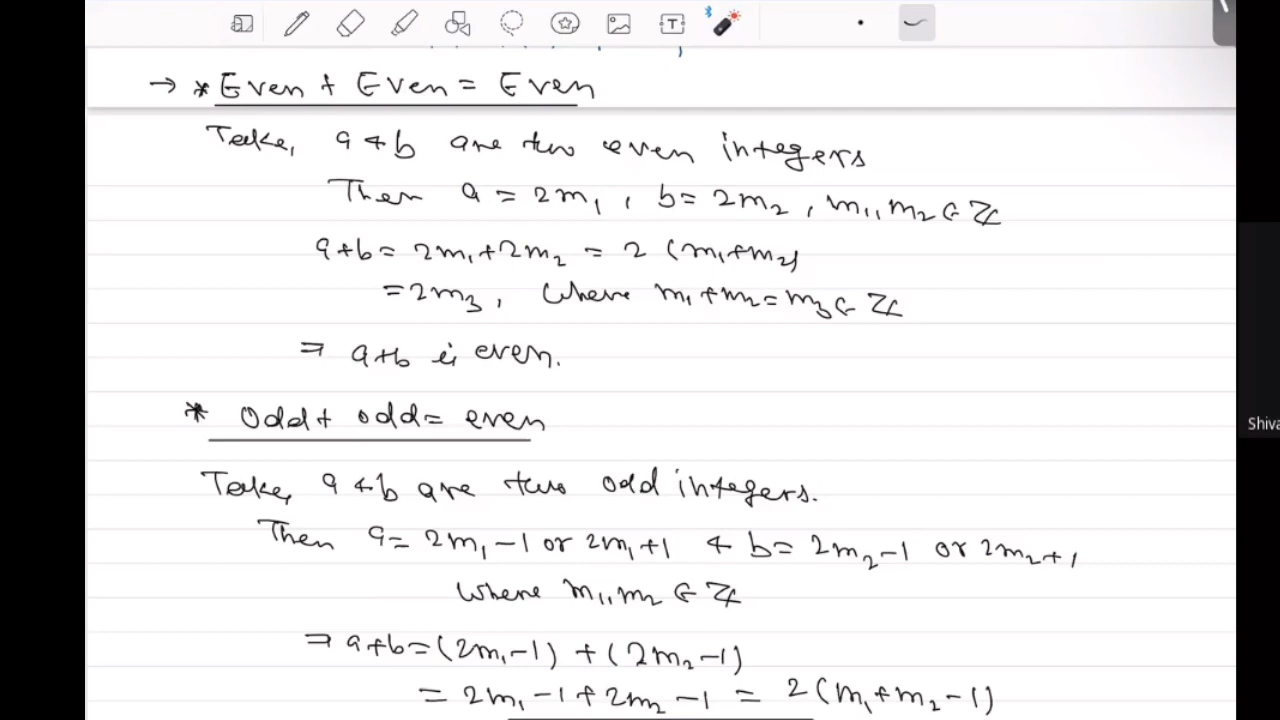 → * Even + Even = Even
Take, a & b are two even integers
Then a = 2m₁, b = 2m₂, m₁, m₂ ∈ ℤ
a+b = 2m₁+2m₂ = 2 (m₁+m₂)
= 2m₃, where m₁+m₂ = m₃ ∈ ℤ
⇒ a+b is even.
* Odd + odd = even
Take, a & b are two odd integers.
Then a = 2m₁-1 or 2m₁+1 & b = 2m₂-1 or 2m₂+1
where m₁, m₂ ∈ ℤ
⇒ a+b = (2m₁-1) + (2m₂-1)
= 2m₁-1+2m₂-1 = 2(m₁+m₂-1)
Shiva